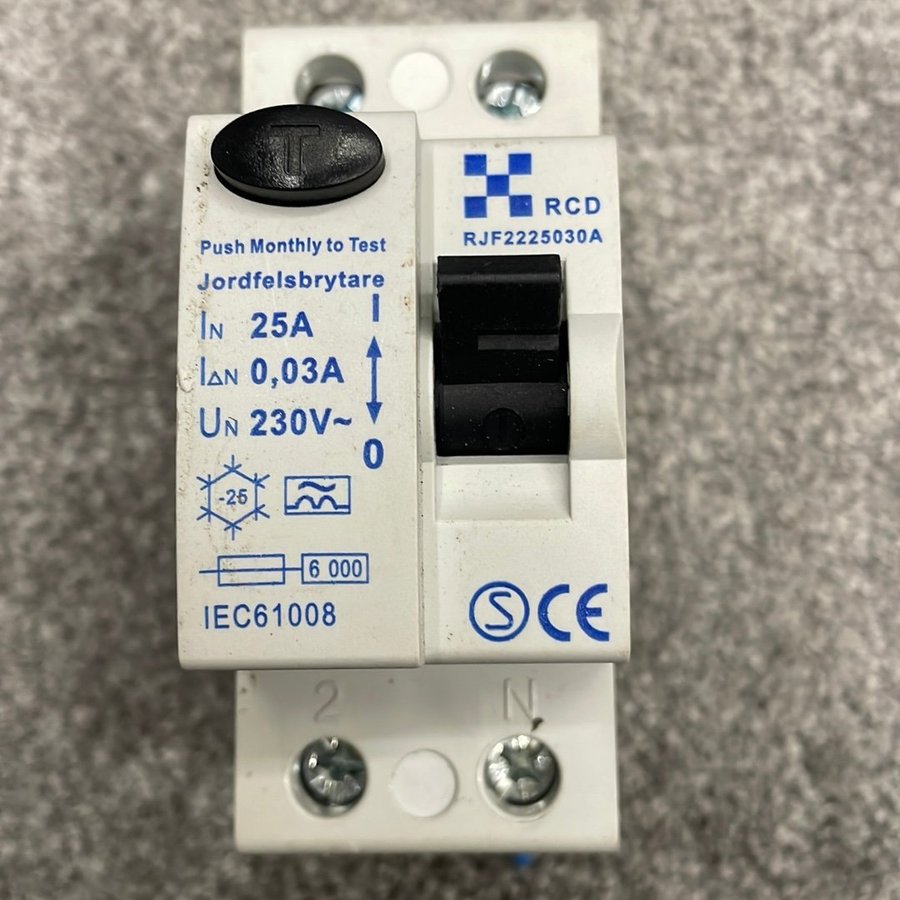 T
RCD
RJF2225030A
Push Monthly to Test
Jordfelsbrytare
I
IN 25A
I∆N 0,03A
UN 230V~
0
-25
6 000
IEC61008
S CE
2 N